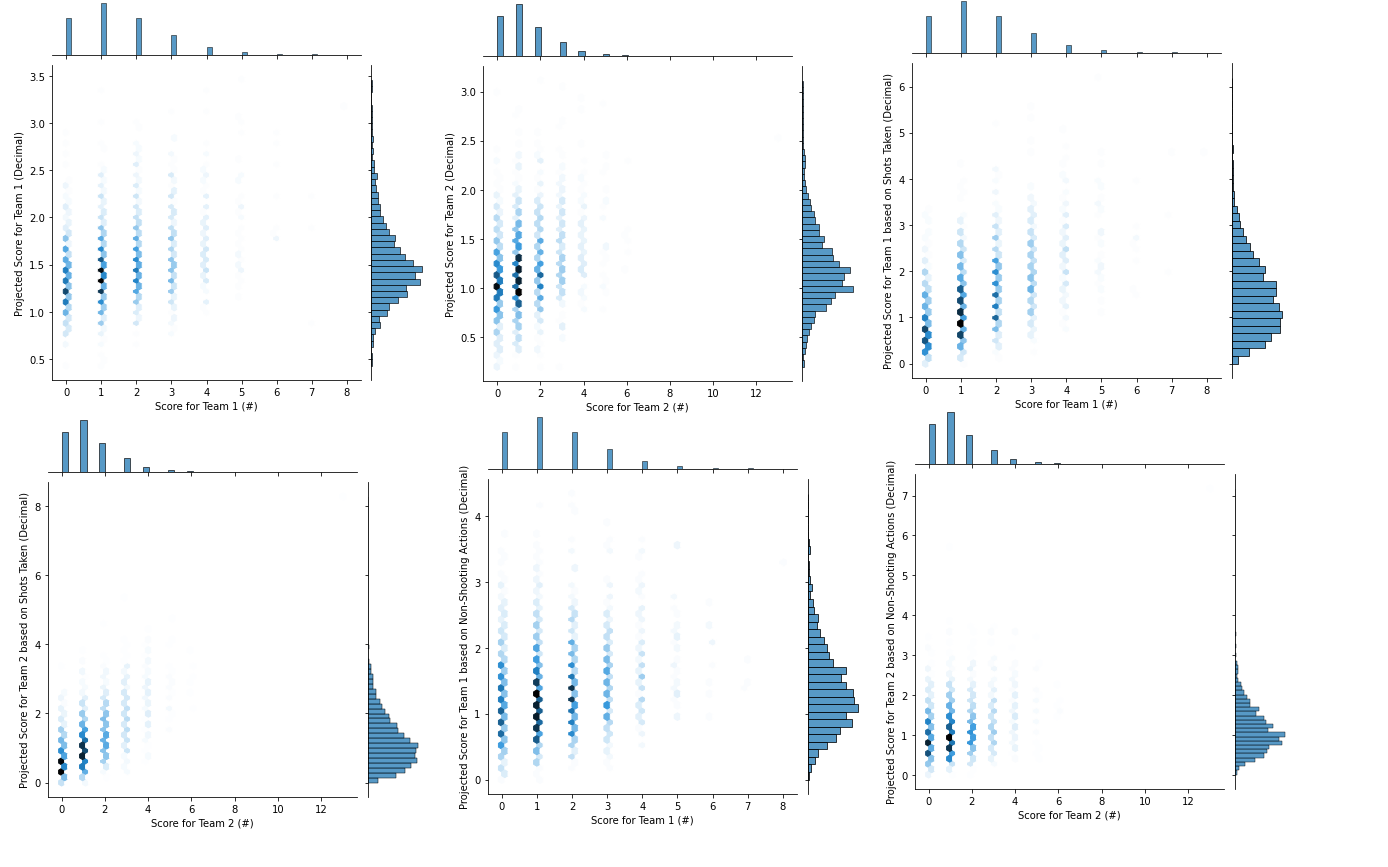 Projected Score for Team 1 (Decimal)
3.5
3.0
2.5
2.0
1.5
1.0
0.5
0 1 2 3 4 5 6 7 8
Score for Team 1 (#)
Projected Score for Team 2 (Decimal)
3.0
2.5
2.0
1.5
1.0
0.5
0 2 4 6 8 10 12
Score for Team 2 (#)
Projected Score for Team 1 based on Shots Taken (Decimal)
6
5
4
3
2
1
0
0 1 2 3 4 5 6 7 8
Score for Team 1 (#)
Projected Score for Team 2 based on Shots Taken (Decimal)
8
6
4
2
0
0 2 4 6 8 10 12
Score for Team 2 (#)
Projected Score for Team 1 based on Non-Shooting Actions (Decimal)
4
3
2
1
0
0 1 2 3 4 5 6 7 8
Score for Team 1 (#)
Projected Score for Team 2 based on Non-Shooting Actions (Decimal)
7
6
5
4
3
2
1
0
0 2 4 6 8 10 12
Score for Team 2 (#)